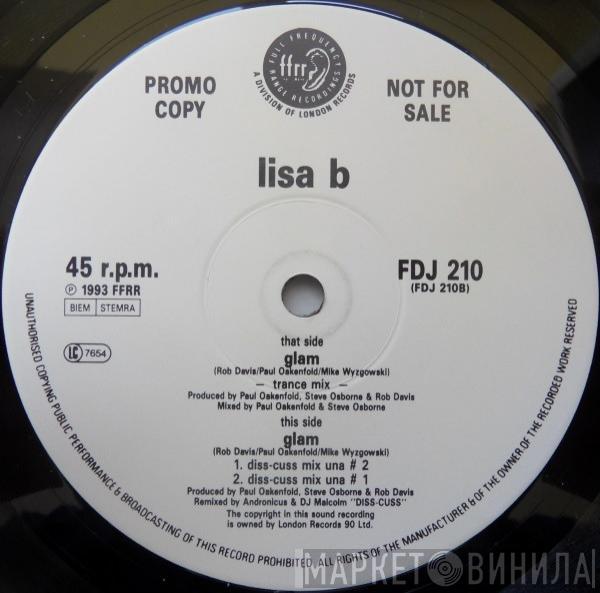 FULL FREQUENCY
ffrr
RANGE RECORDINGS
A DIVISION OF LONDON RECORDS
PROMO
COPY
NOT FOR
SALE
lisa b
45 r.p.m.
℗ 1993 FFRR
BIEM STEMRA
LC 7654
FDJ 210
(FDJ 210B)
that side
glam
(Rob Davis/Paul Oakenfold/Mike Wyzgowski)
— trance mix —
Produced by Paul Oakenfold, Steve Osborne & Rob Davis
Mixed by Paul Oakenfold & Steve Osborne
this side
glam
(Rob Davis/Paul Oakenfold/Mike Wyzgowski)
1. diss-cuss mix una # 2
2. diss-cuss mix una # 1
Produced by Paul Oakenfold, Steve Osborne & Rob Davis
Remixed by Andronicus & DJ Malcolm "DISS-CUSS"
The copyright in this sound recording
is owned by London Records 90 Ltd.
UNAUTHORISED COPYING PUBLIC PERFORMANCE & BROADCASTING OF THIS RECORD PROHIBITED, ALL RIGHTS OF THE MANUFACTURER & OF THE OWNER OF THE RECORDED WORK RESERVED
МАРКЕТ ВИНИЛА